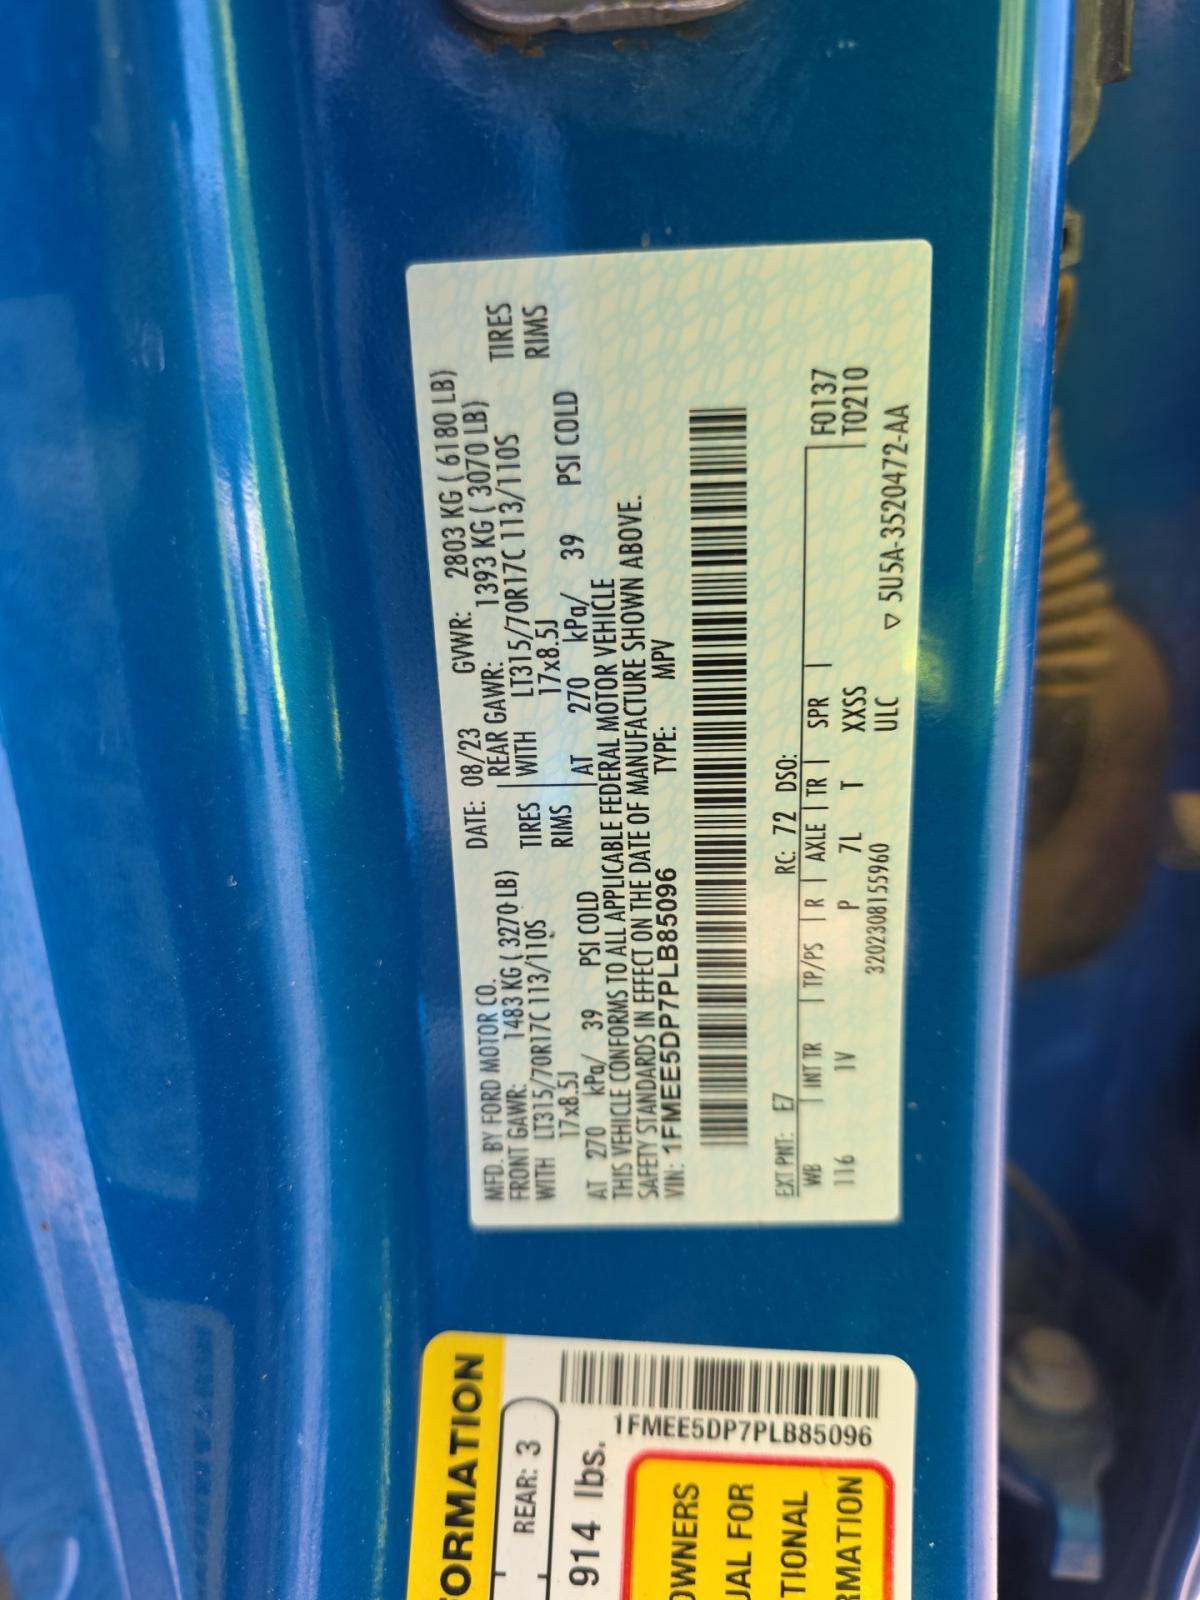 MFD. BY FORD MOTOR CO.
DATE: 08/23 GVWR: 2803 KG ( 6180 LB)
FRONT GAWR: 1483 KG ( 3270 LB)
REAR GAWR: 1393 KG ( 3070 LB)
WITH LT315/70R17C 113/110S TIRES
WITH LT315/70R17C 113/110S TIRES
17x8.5J RIMS
17x8.5J RIMS
AT 270 kPa/ 39 PSI COLD
AT 270 kPa/ 39 PSI COLD
THIS VEHICLE CONFORMS TO ALL APPLICABLE FEDERAL MOTOR VEHICLE
SAFETY STANDARDS IN EFFECT ON THE DATE OF MANUFACTURE SHOWN ABOVE.
VIN: 1FMEE5DP7PLB85096 TYPE: MPV
EXT PNT: E7 RC: 72 DSO:
WB INT TR TP/PS R AXLE TR SPR F0137
116 1V P 7L T XXSS T0210
3202308155960 ULC
▽ 5U5A-3520472-AA
FORMATION
REAR: 3
914 lbs.
1FMEE5DP7PLB85096
OWNERS
UAL FOR
TIONAL
RMATION